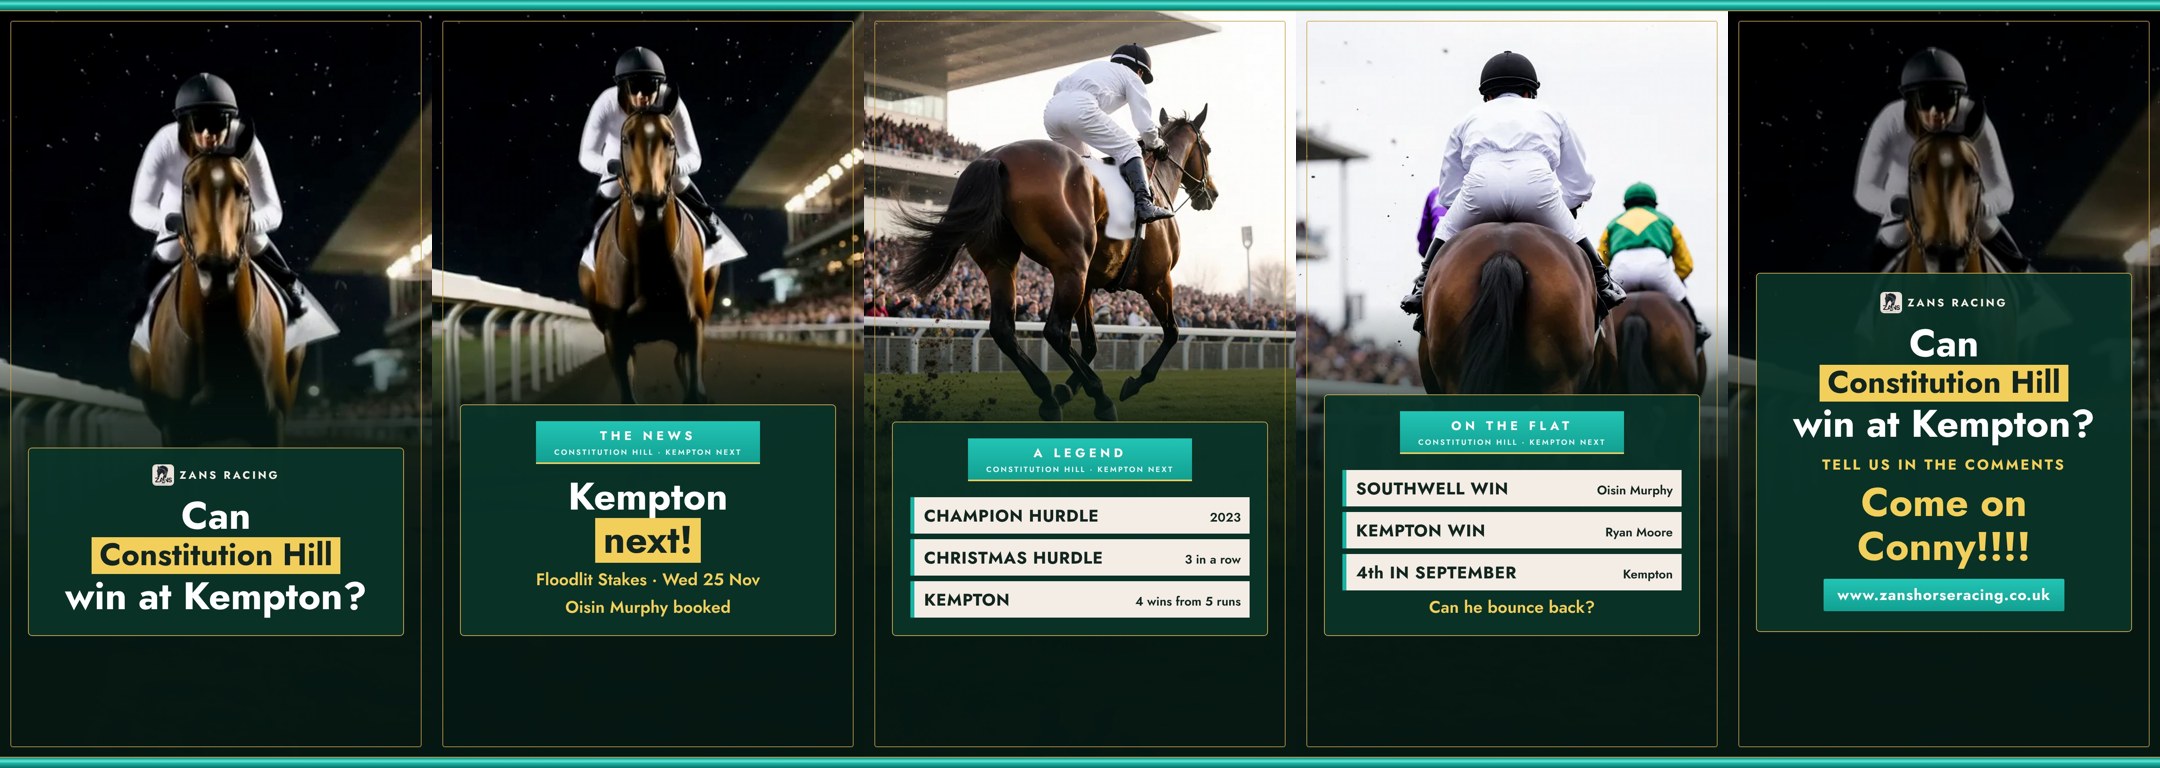 ZANS RACING
Can
Constitution Hill
win at Kempton?
THE NEWS
CONSTITUTION HILL · KEMPTON NEXT
Kempton
next!
Floodlit Stakes · Wed 25 Nov
Oisin Murphy booked
A LEGEND
CONSTITUTION HILL · KEMPTON NEXT
CHAMPION HURDLE 2023
CHRISTMAS HURDLE 3 in a row
KEMPTON 4 wins from 5 runs
ON THE FLAT
CONSTITUTION HILL · KEMPTON NEXT
SOUTHWELL WIN Oisin Murphy
KEMPTON WIN Ryan Moore
4th IN SEPTEMBER Kempton
Can he bounce back?
ZANS RACING
Can
Constitution Hill
win at Kempton?
TELL US IN THE COMMENTS
Come on
Conny!!!!
www.zanshorseracing.co.uk